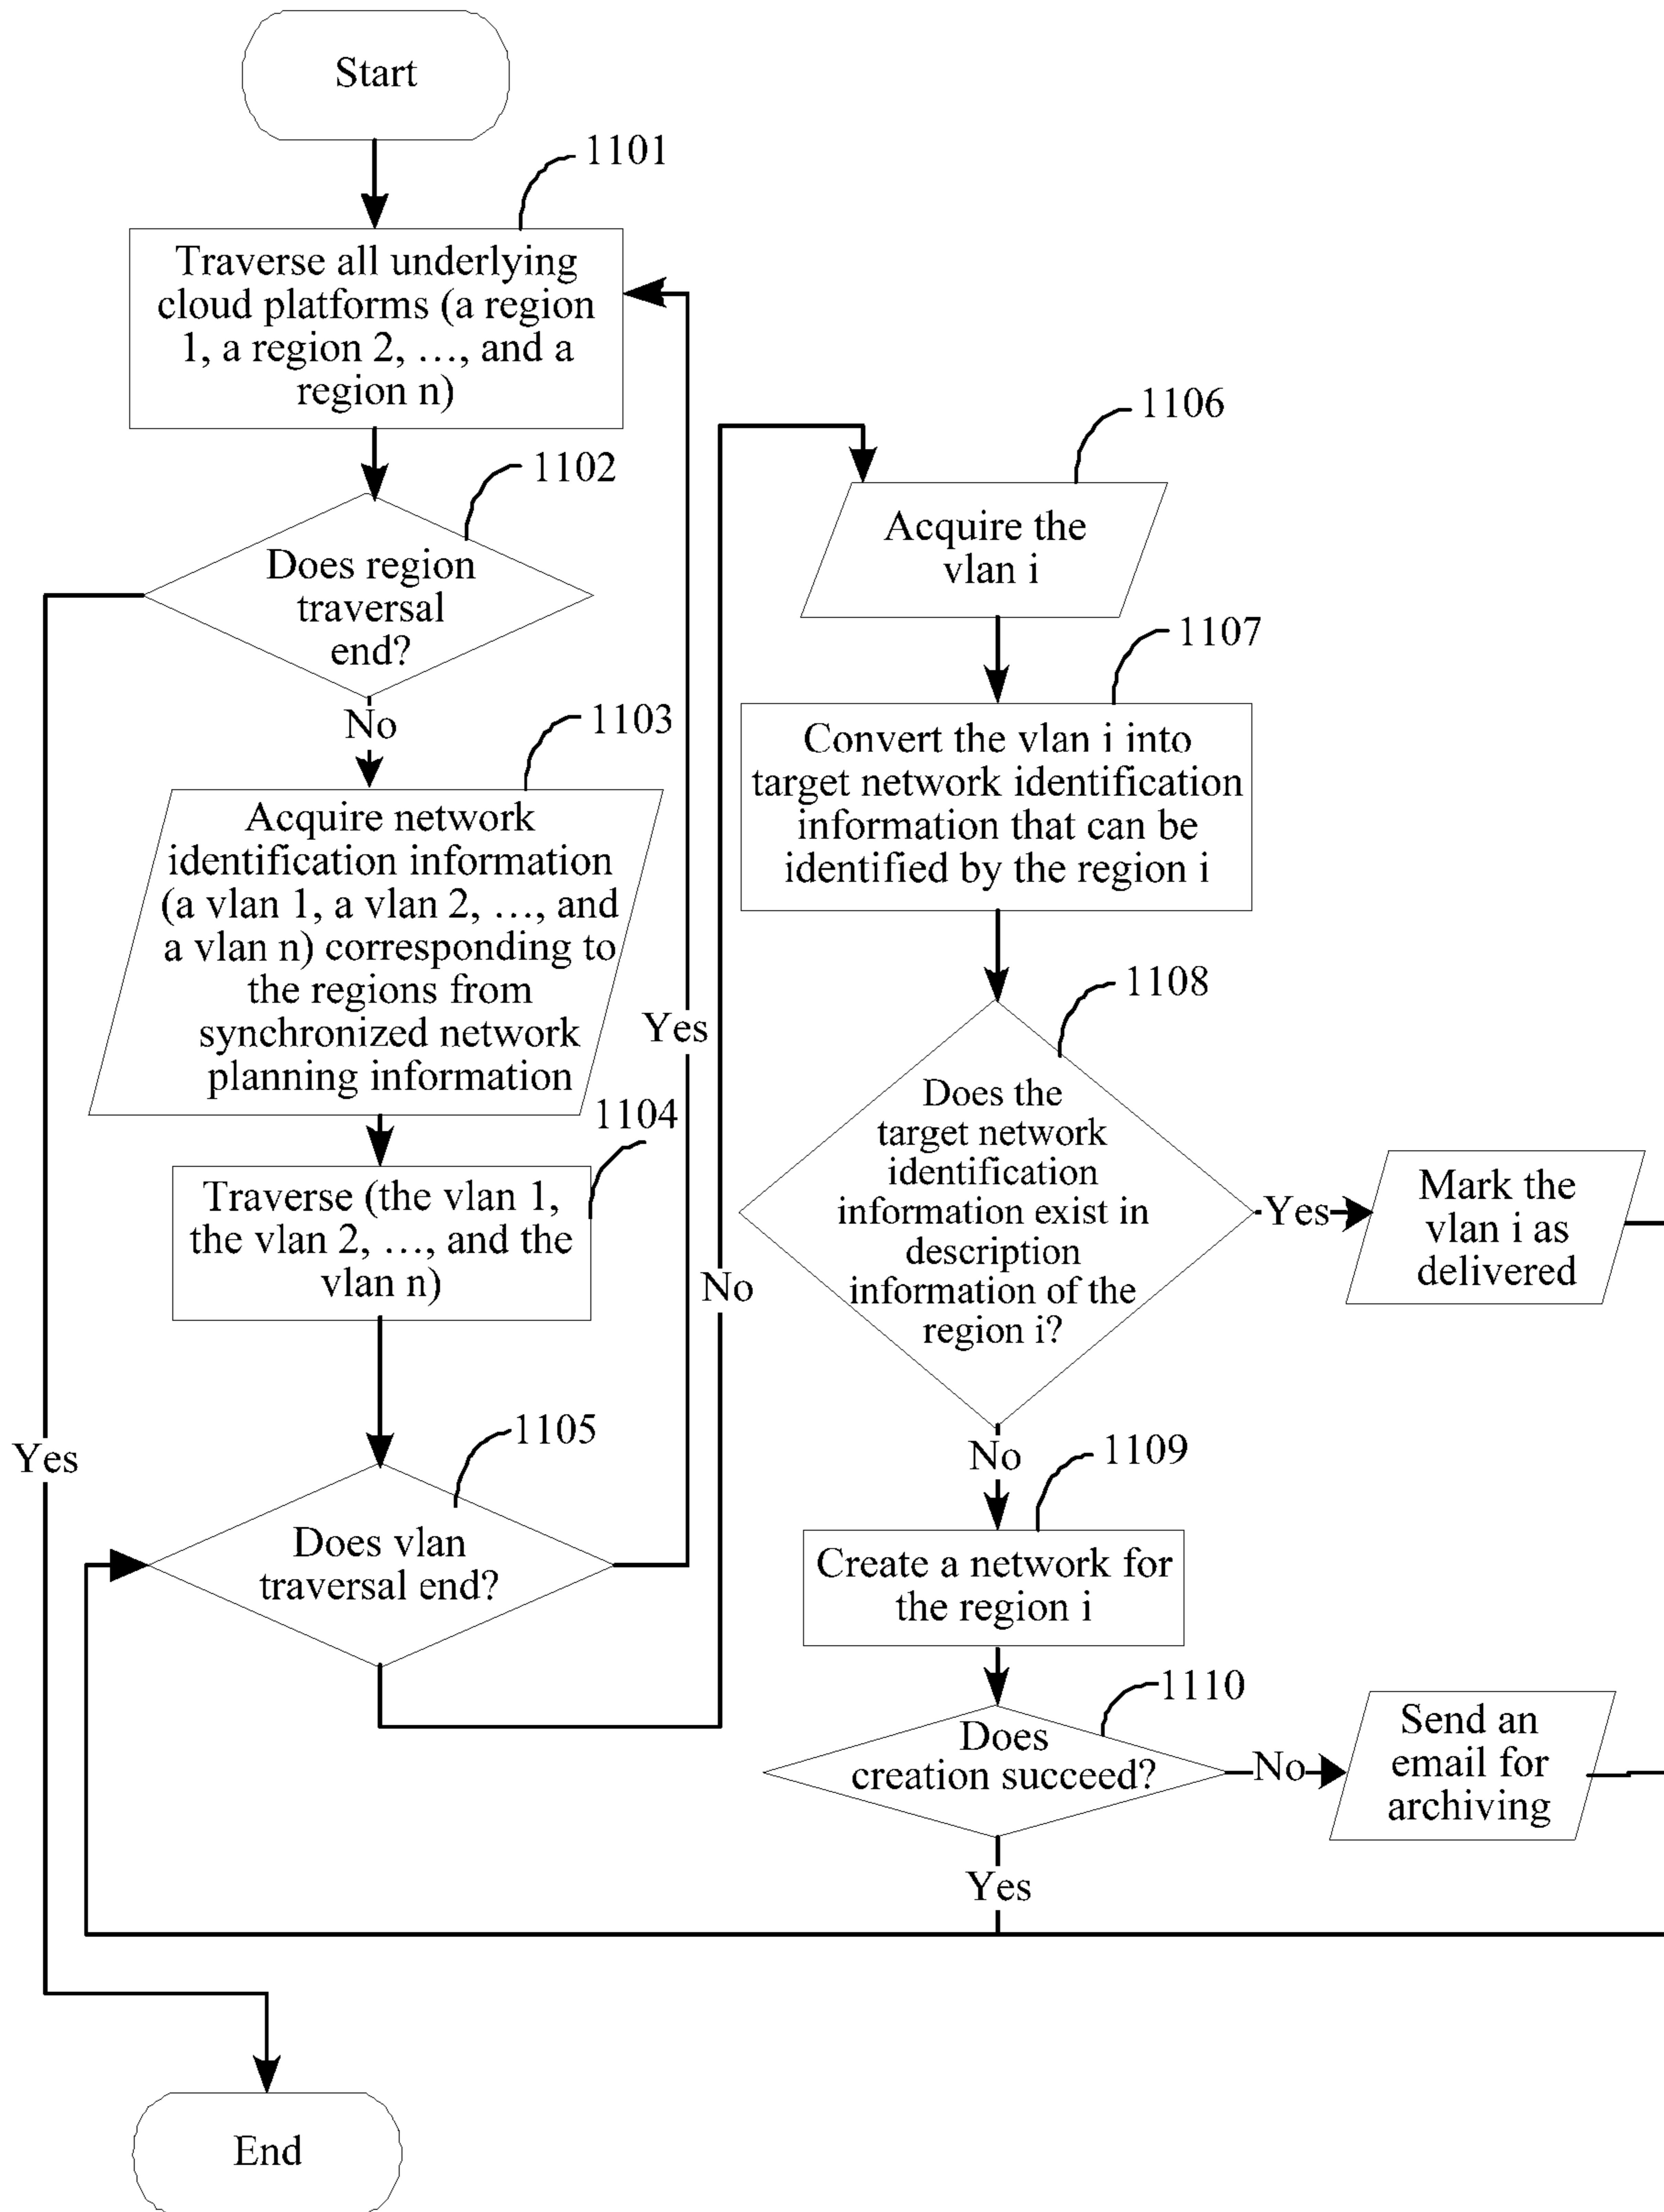 Start
1101
Traverse all underlying
cloud platforms (a region
1, a region 2, …, and a
region n)
1102
Does region
traversal
end?
No
1103
Acquire network
identification information
(a vlan 1, a vlan 2, …, and
a vlan n) corresponding to
the regions from
synchronized network
planning information
1104
Traverse (the vlan 1,
the vlan 2, …, and the
vlan n)
1105
Does vlan
traversal end?
Yes
Yes
No
1106
Acquire the
vlan i
1107
Convert the vlan i into
target network identification
information that can be
identified by the region i
1108
Does the
target network
identification
information exist in
description
information of the
region i?
Yes
Mark the
vlan i as
delivered
No
1109
Create a network for
the region i
1110
Does
creation succeed?
No
Send an
email for
archiving
Yes
End